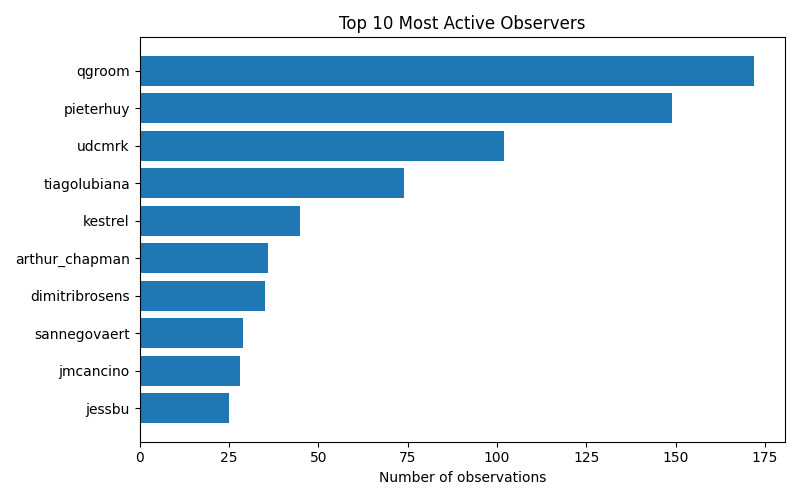 Top 10 Most Active Observers
qgroom
pieterhuy
udcmrk
tiagolubiana
kestrel
arthur_chapman
dimitribrosens
sannegovaert
jmcancino
jessbu
0 25 50 75 100 125 150 175
Number of observations